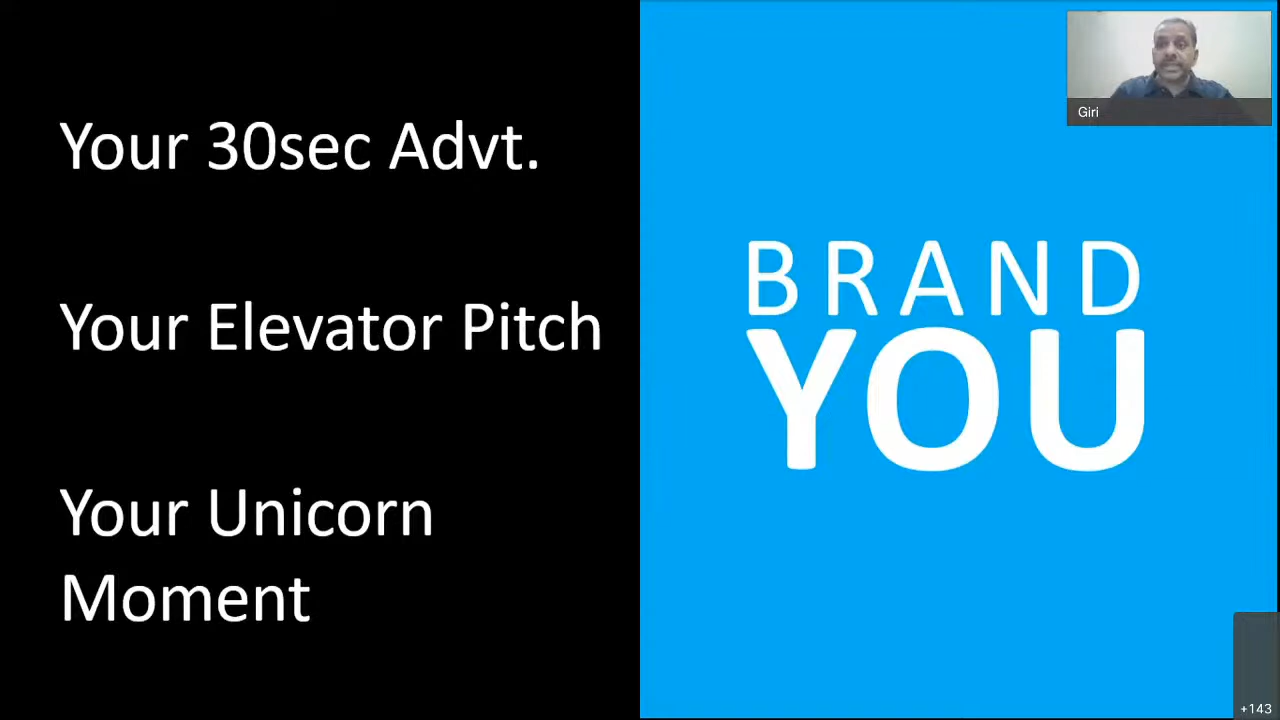 Your 30sec Advt.
Your Elevator Pitch
Your Unicorn
Moment
BRAND
YOU
Giri
+143